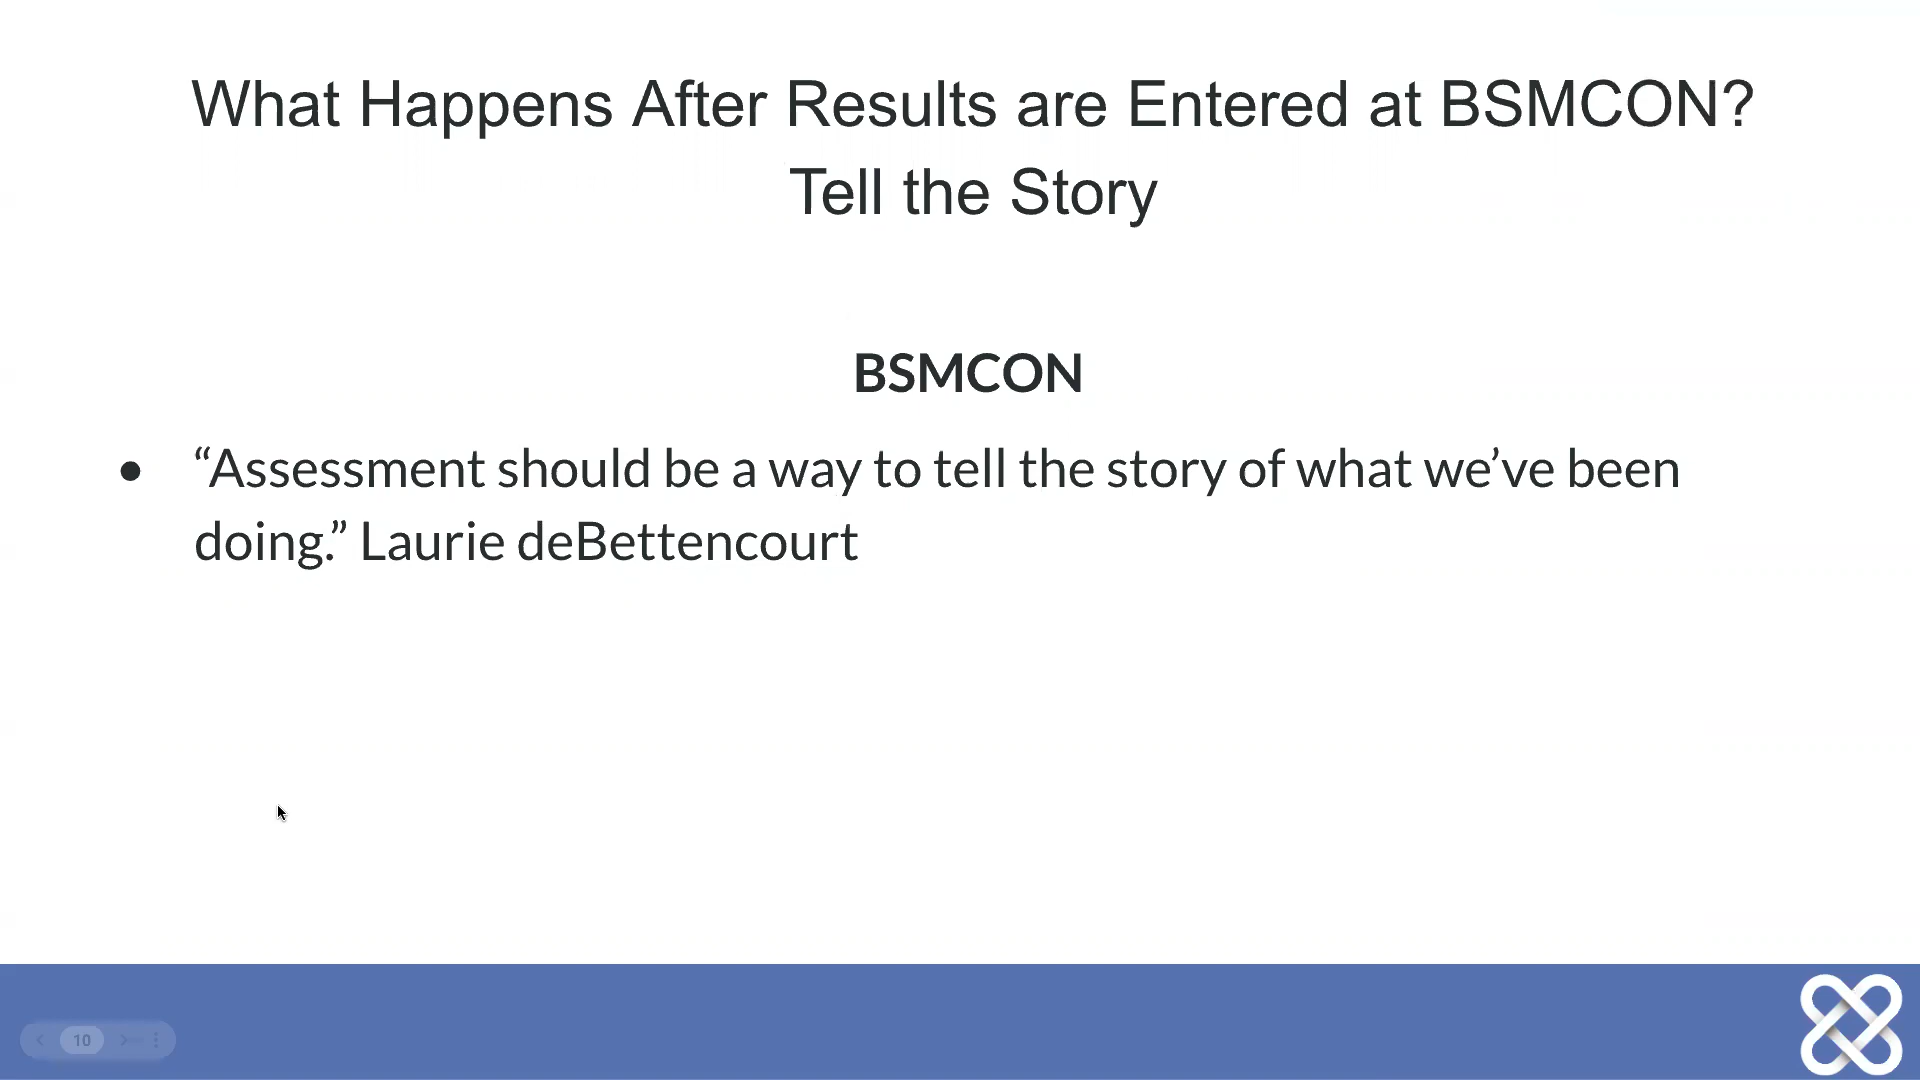 What Happens After Results are Entered at BSMCON?
Tell the Story
BSMCON
● “Assessment should be a way to tell the story of what we’ve been
doing.” Laurie deBettencourt
10